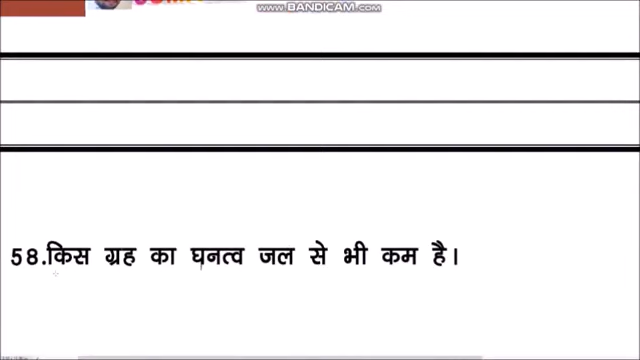 www.BANDICAM.com
58.किस ग्रह का घनत्व जल से भी कम है।